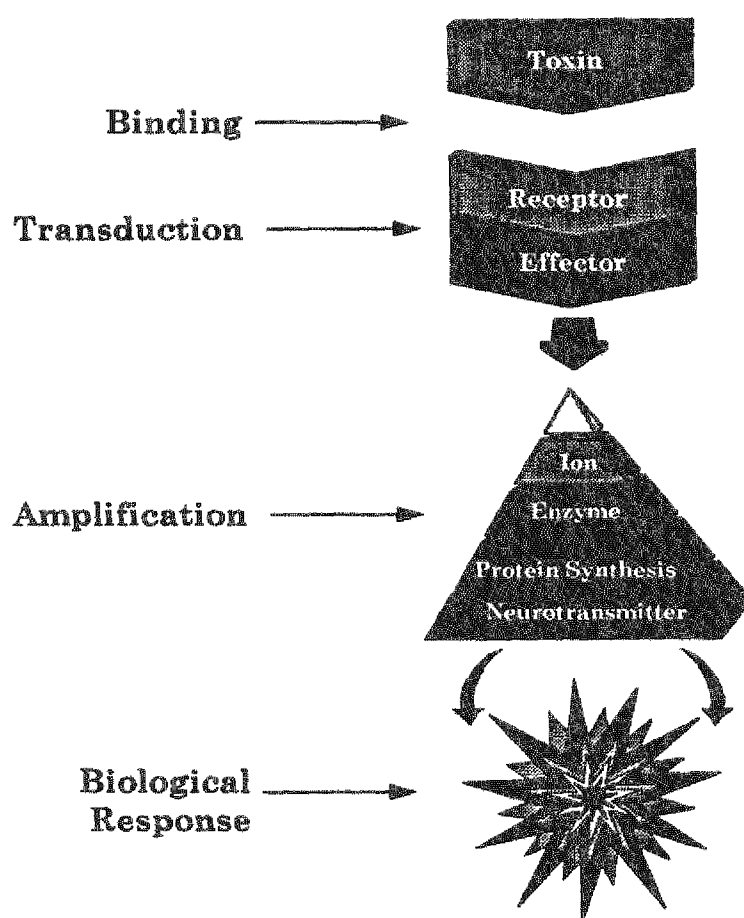 Toxin
Binding
Receptor
Transduction
Effector
Ion
Amplification
Enzyme
Protein Synthesis
Neurotransmitter
Biological
Response